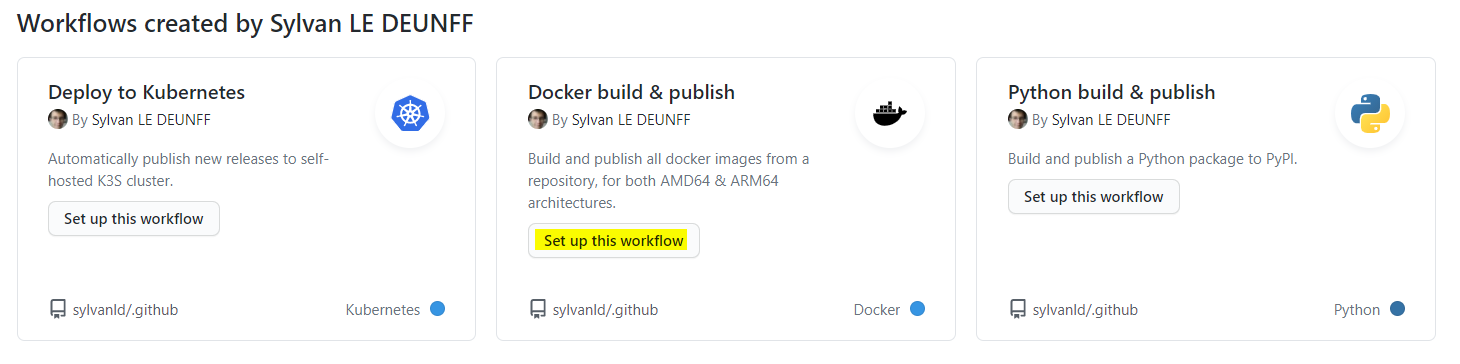 Workflows created by Sylvan LE DEUNFF
Deploy to Kubernetes
By Sylvan LE DEUNFF
Automatically publish new releases to self-
hosted K3S cluster.
Set up this workflow
sylvanld/.github
Kubernetes
Docker build & publish
By Sylvan LE DEUNFF
Build and publish all docker images from a
repository, for both AMD64 & ARM64
architectures.
Set up this workflow
sylvanld/.github
Docker
Python build & publish
By Sylvan LE DEUNFF
Build and publish a Python package to PyPI.
Set up this workflow
sylvanld/.github
Python